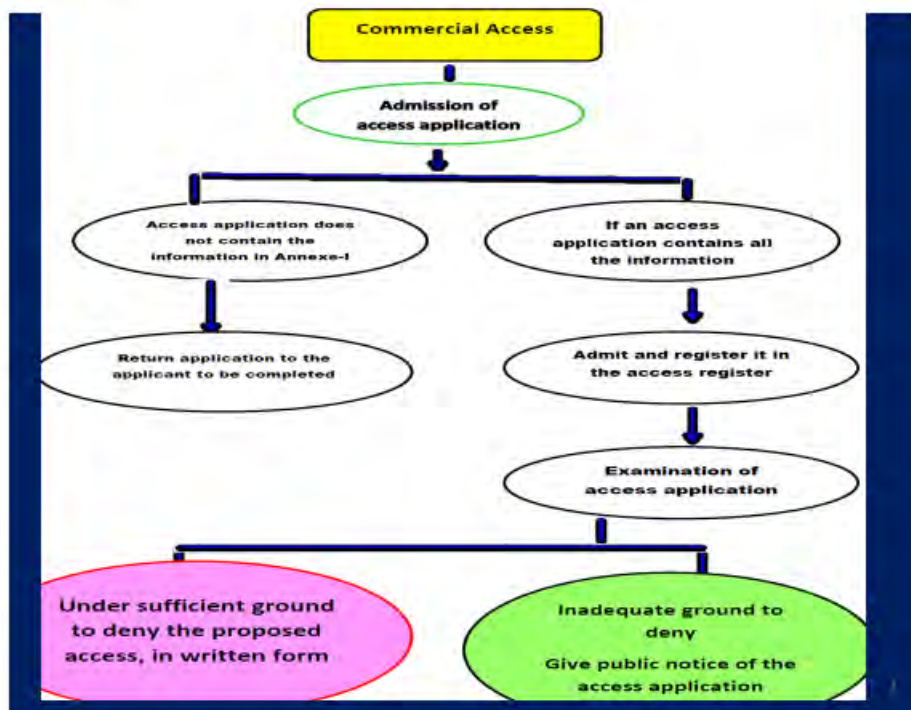 Commercial Access
Admission of
access application
Access application does
not contain the
information in Annexe-I
If an access
application contains all
the information
Return application to the
applicant to be completed
Admit and register it in
the access register
Examination of
access application
Under sufficient ground
to deny the proposed
access, in written form
Inadequate ground to
deny
Give public notice of the
access application